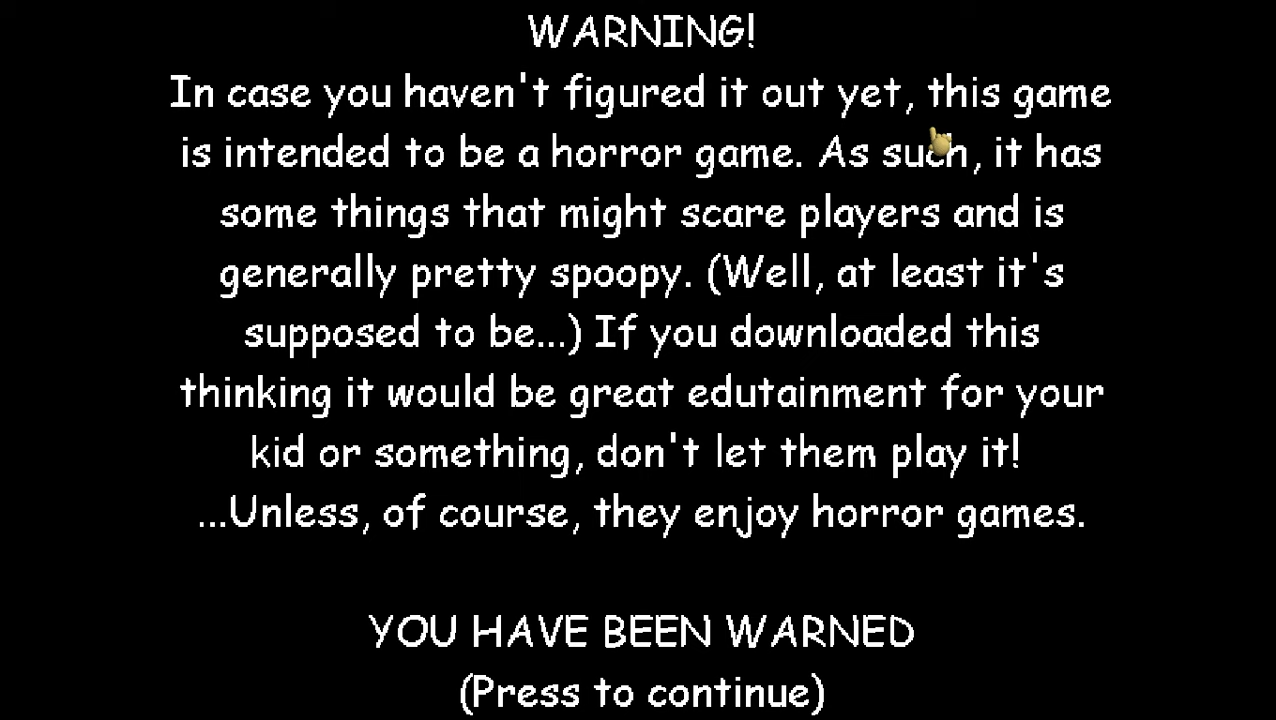 WARNING!
In case you haven't figured it out yet, this game
is intended to be a horror game. As such, it has
some things that might scare players and is
generally pretty spoopy. (Well, at least it's
supposed to be...) If you downloaded this
thinking it would be great edutainment for your
kid or something, don't let them play it!
...Unless, of course, they enjoy horror games.
YOU HAVE BEEN WARNED
(Press to continue)